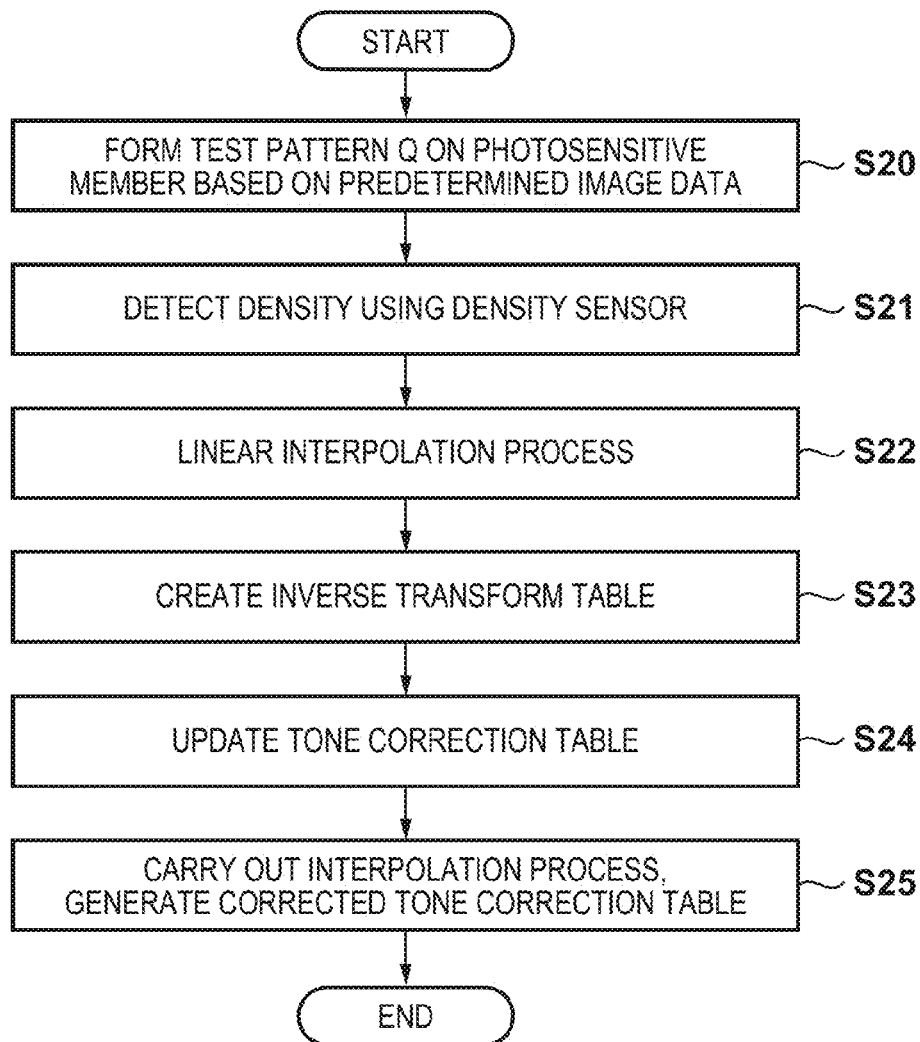 START
FORM TEST PATTERN Q ON PHOTOSENSITIVE
MEMBER BASED ON PREDETERMINED IMAGE DATA
S20
DETECT DENSITY USING DENSITY SENSOR
S21
LINEAR INTERPOLATION PROCESS
S22
CREATE INVERSE TRANSFORM TABLE
S23
UPDATE TONE CORRECTION TABLE
S24
CARRY OUT INTERPOLATION PROCESS,
GENERATE CORRECTED TONE CORRECTION TABLE
S25
END